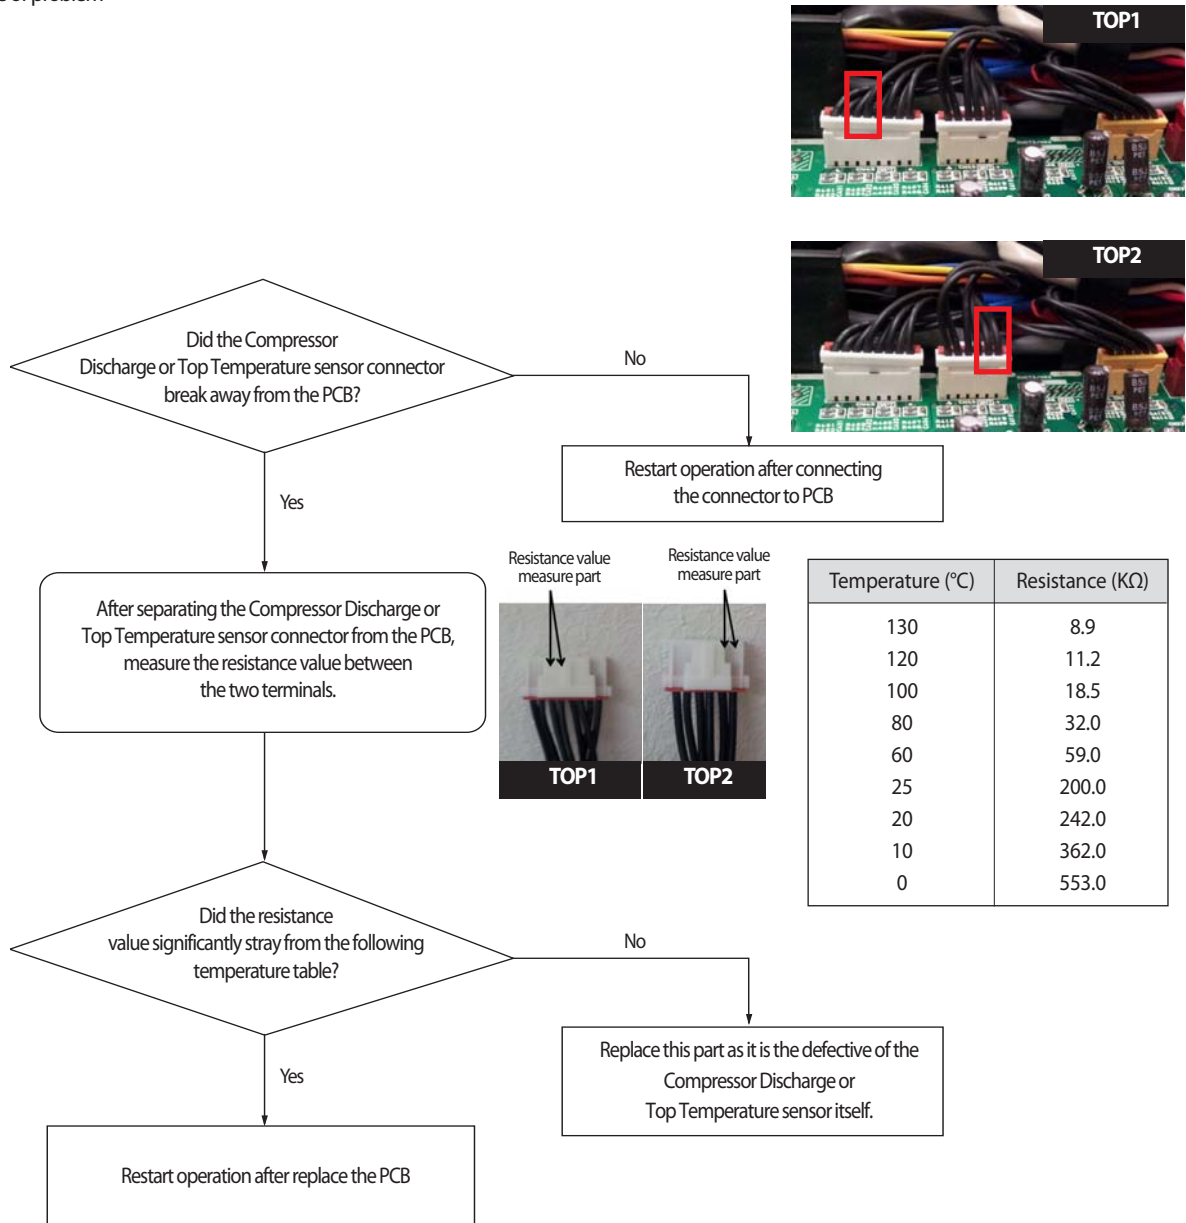 TOP1
TOP2
Did the Compressor
Discharge or Top Temperature sensor connector
break away from the PCB?
No
Restart operation after connecting
the connector to PCB
Yes
After separating the Compressor Discharge or
Top Temperature sensor connector from the PCB,
measure the resistance value between
the two terminals.
Resistance value
measure part
Resistance value
measure part
TOP1
TOP2
Temperature (°C) Resistance (KΩ)
130 8.9
120 11.2
100 18.5
80 32.0
60 59.0
25 200.0
20 242.0
10 362.0
0 553.0
Did the resistance
value significantly stray from the following
temperature table?
No
Replace this part as it is the defective of the
Compressor Discharge or
Top Temperature sensor itself.
Yes
Restart operation after replace the PCB